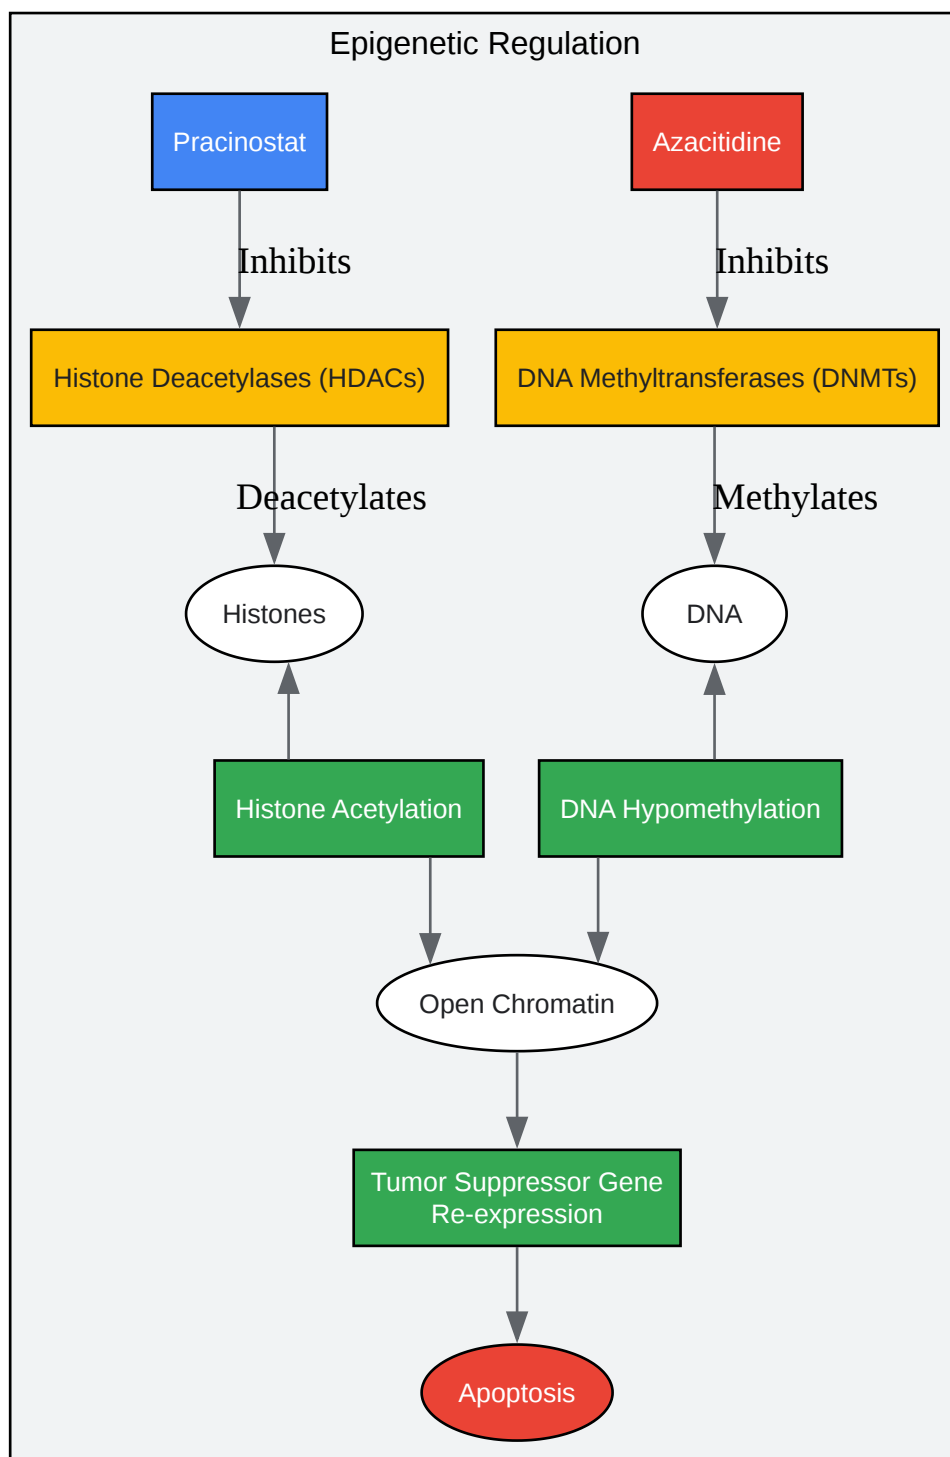 Epigenetic Regulation
Pracinostat
Azacitidine
Inhibits
Inhibits
Histone Deacetylases (HDACs)
DNA Methyltransferases (DNMTs)
Deacetylates
Methylates
Histones
DNA
Histone Acetylation
DNA Hypomethylation
Open Chromatin
Tumor Suppressor Gene
Re-expression
Apoptosis